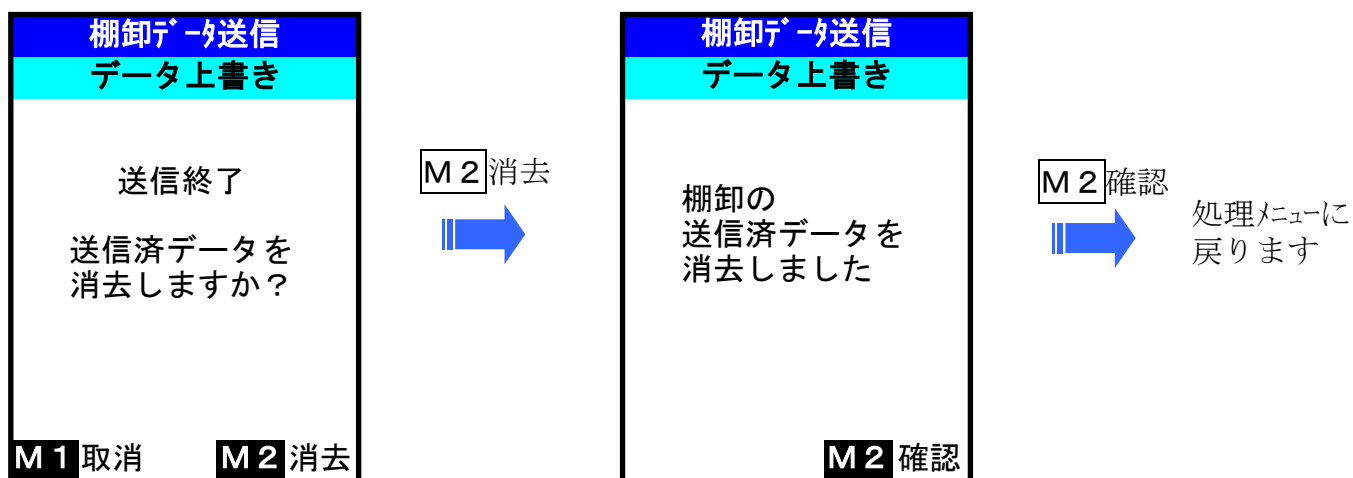 棚卸ﾃﾞｰﾀ送信
データ上書き
送信終了
送信済データを
消去しますか？
Ｍ１取消
Ｍ２消去
Ｍ２消去
棚卸ﾃﾞｰﾀ送信
データ上書き
棚卸の
送信済データを
消去しました
Ｍ２確認
Ｍ２確認
処理ﾒﾆｭｰに
戻ります